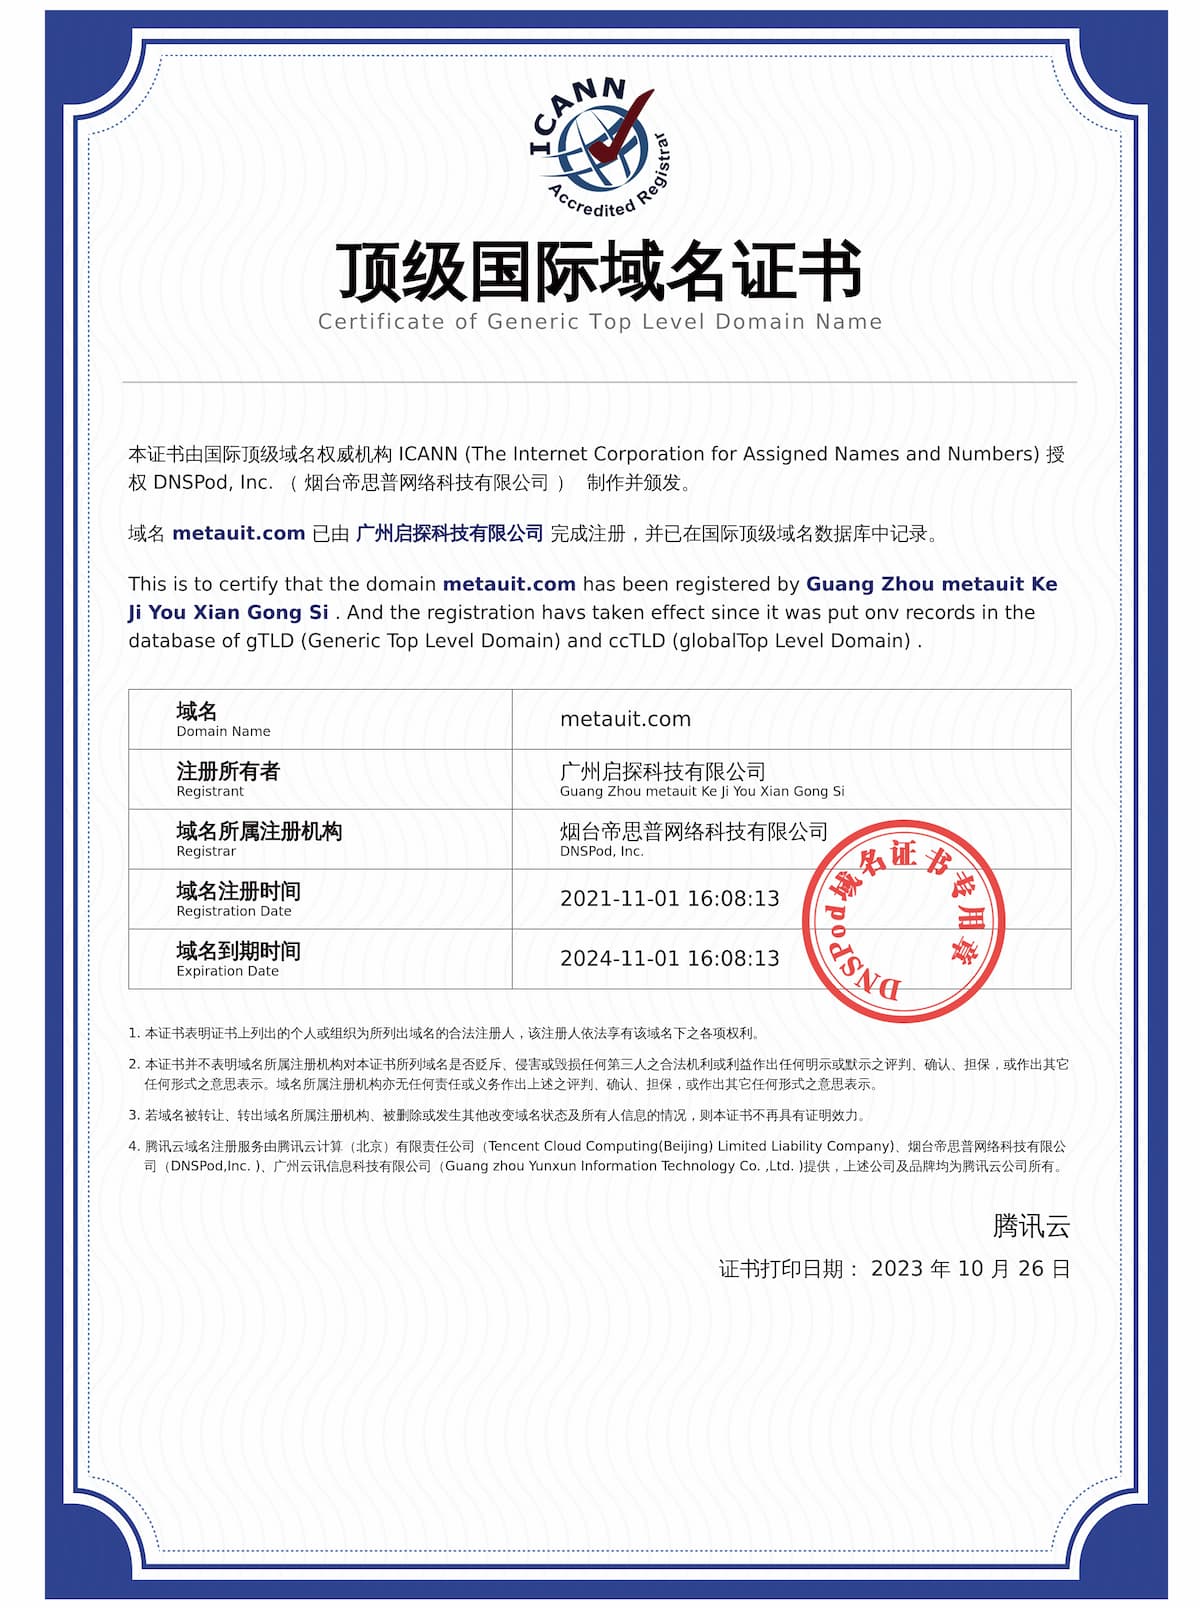 ICANN
Accredited Registrar
顶级国际域名证书
Certificate of Generic Top Level Domain Name
本证书由国际顶级域名权威机构 ICANN (The Internet Corporation for Assigned Names and Numbers) 授
权 DNSPod, Inc. （ 烟台帝思普网络科技有限公司 ） 制作并颁发。
域名 metauit.com 已由 广州启探科技有限公司 完成注册，并已在国际顶级域名数据库中记录。
This is to certify that the domain metauit.com has been registered by Guang Zhou metauit Ke
Ji You Xian Gong Si . And the registration havs taken effect since it was put onv records in the
database of gTLD (Generic Top Level Domain) and ccTLD (globalTop Level Domain) .
域名
Domain Name
metauit.com
注册所有者
Registrant
广州启探科技有限公司
Guang Zhou metauit Ke Ji You Xian Gong Si
域名所属注册机构
Registrar
烟台帝思普网络科技有限公司
DNSPod, Inc.
域名注册时间
Registration Date
2021-11-01 16:08:13
域名到期时间
Expiration Date
2024-11-01 16:08:13
DNSPod域名证书专用章
1. 本证书表明证书上列出的个人或组织为所列出域名的合法注册人，该注册人依法享有该域名下之各项权利。
2. 本证书并不表明域名所属注册机构对本证书所列域名是否贬斥、侵害或毁损任何第三人之合法机利或利益作出任何明示或默示之评判、确认、担保，或作出其它
任何形式之意思表示。域名所属注册机构亦无任何责任或义务作出上述之评判、确认、担保，或作出其它任何形式之意思表示。
3. 若域名被转让、转出域名所属注册机构、被删除或发生其他改变域名状态及所有人信息的情况，则本证书不再具有证明效力。
4. 腾讯云域名注册服务由腾讯云计算（北京）有限责任公司（Tencent Cloud Computing(Beijing) Limited Liability Company)、烟台帝思普网络科技有限公
司（DNSPod,Inc. )、广州云讯信息科技有限公司（Guang zhou Yunxun Information Technology Co. ,Ltd. )提供，上述公司及品牌均为腾讯云公司所有。
腾讯云
证书打印日期： 2023 年 10 月 26 日